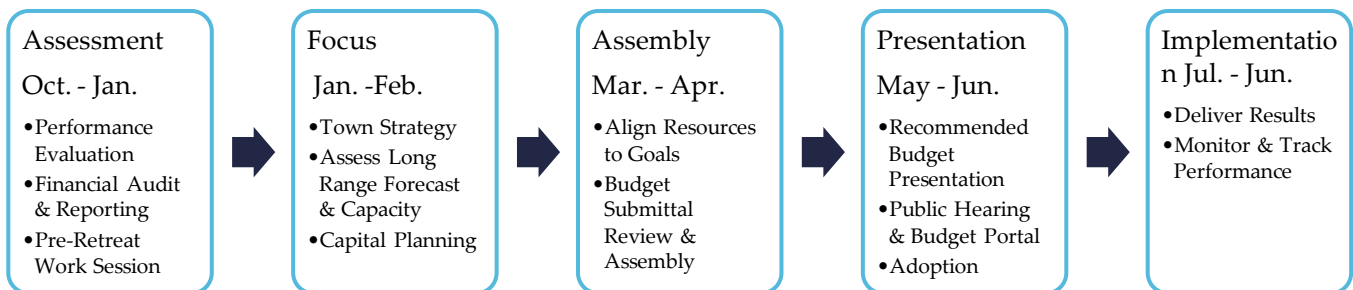 Assessment
Oct. - Jan.
•Performance
Evaluation
•Financial Audit
& Reporting
•Pre-Retreat
Work Session
Focus
Jan. -Feb.
•Town Strategy
•Assess Long
Range Forecast
& Capacity
•Capital Planning
Assembly
Mar. - Apr.
•Align Resources
to Goals
•Budget
Submittal
Review &
Assembly
Presentation
May - Jun.
•Recommended
Budget
Presentation
•Public Hearing
& Budget Portal
•Adoption
Implementatio
n Jul. - Jun.
•Deliver Results
•Monitor & Track
Performance